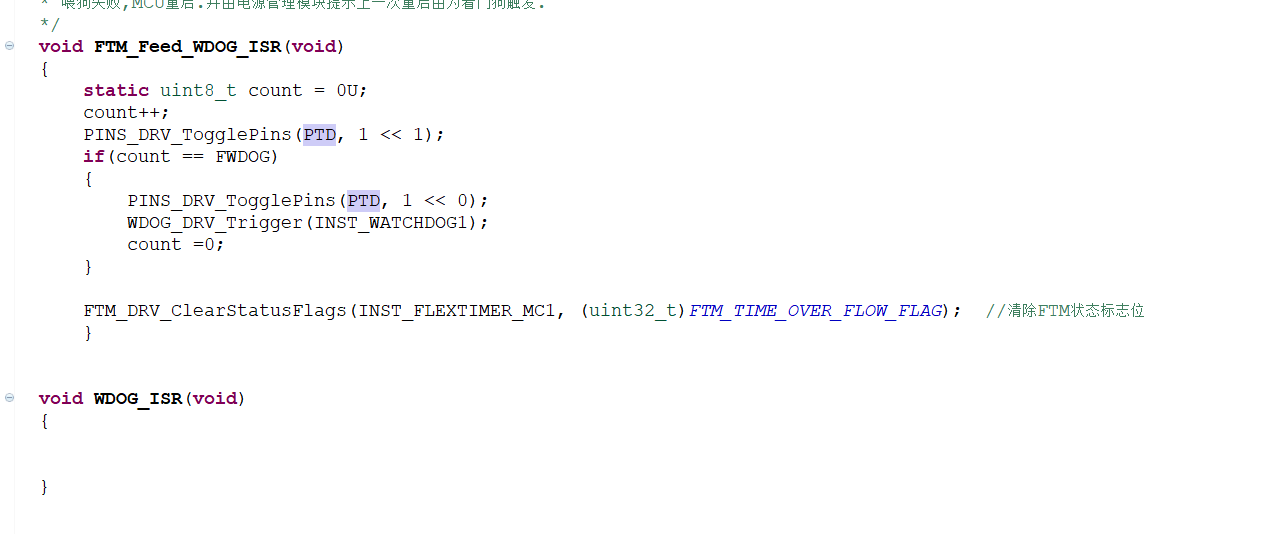 * 喂狗失败,MCU重启.并由电源管理模块提示上一次重启由为看门狗触发.
*/
void FTM_Feed_WDOG_ISR(void)
{
static uint8_t count = 0U;
count++;
PINS_DRV_TogglePins(PTD, 1 << 1);
if(count == FWDOG)
{
PINS_DRV_TogglePins(PTD, 1 << 0);
WDOG_DRV_Trigger(INST_WATCHDOG1);
count =0;
}
FTM_DRV_ClearStatusFlags(INST_FLEXTIMER_MC1, (uint32_t)FTM_TIME_OVER_FLOW_FLAG); //清除FTM状态标志位
}
void WDOG_ISR(void)
{
}